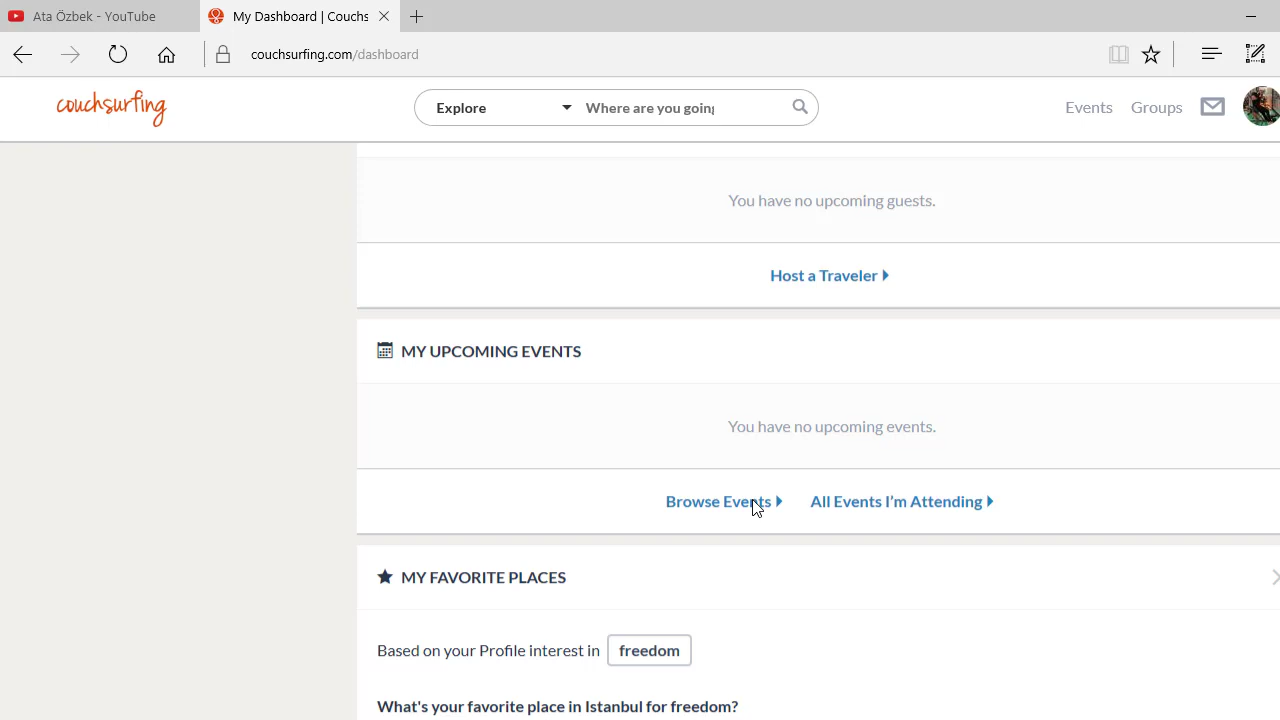 Ata Özbek - YouTube
My Dashboard | Couchs
couchsurfing.com/dashboard
couchsurfing
Explore
Where are you going
Events
Groups
You have no upcoming guests.
Host a Traveler
MY UPCOMING EVENTS
You have no upcoming events.
Browse Events
All Events I'm Attending
MY FAVORITE PLACES
Based on your Profile interest in freedom
What's your favorite place in Istanbul for freedom?